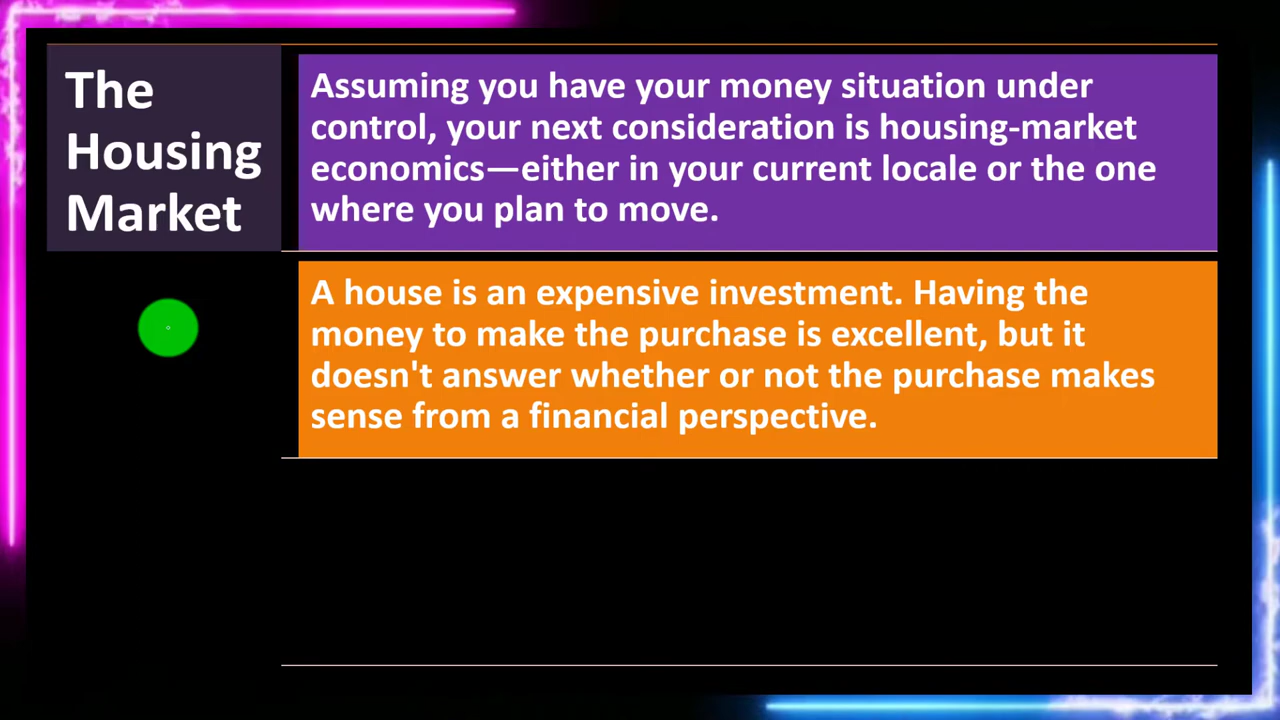 The
Housing
Market
Assuming you have your money situation under
control, your next consideration is housing-market
economics—either in your current locale or the one
where you plan to move.
A house is an expensive investment. Having the
money to make the purchase is excellent, but it
doesn't answer whether or not the purchase makes
sense from a financial perspective.